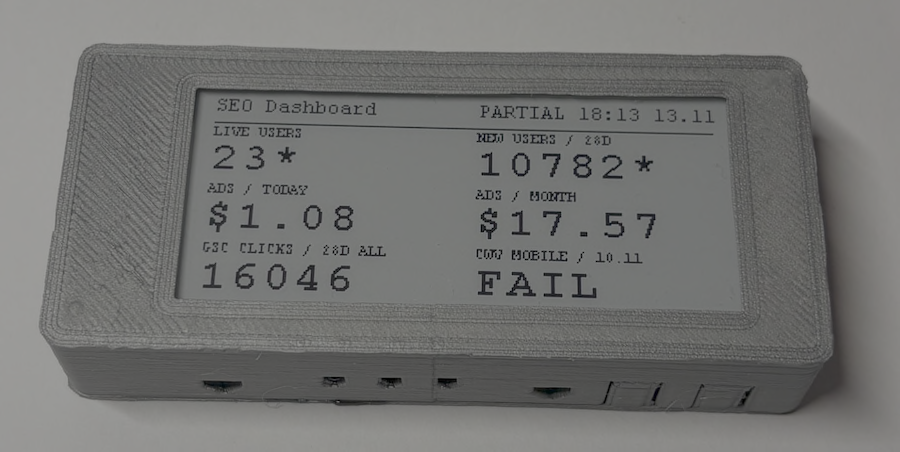 SEO Dashboard PARTIAL 18:13 13.11
LIVE USERS NEW USERS / 28D
23* 10782*
ADS / TODAY ADS / MONTH
$1.08 $17.57
GSC CLICKS / 28D ALL CWV MOBILE / 10.11
16046 FAIL